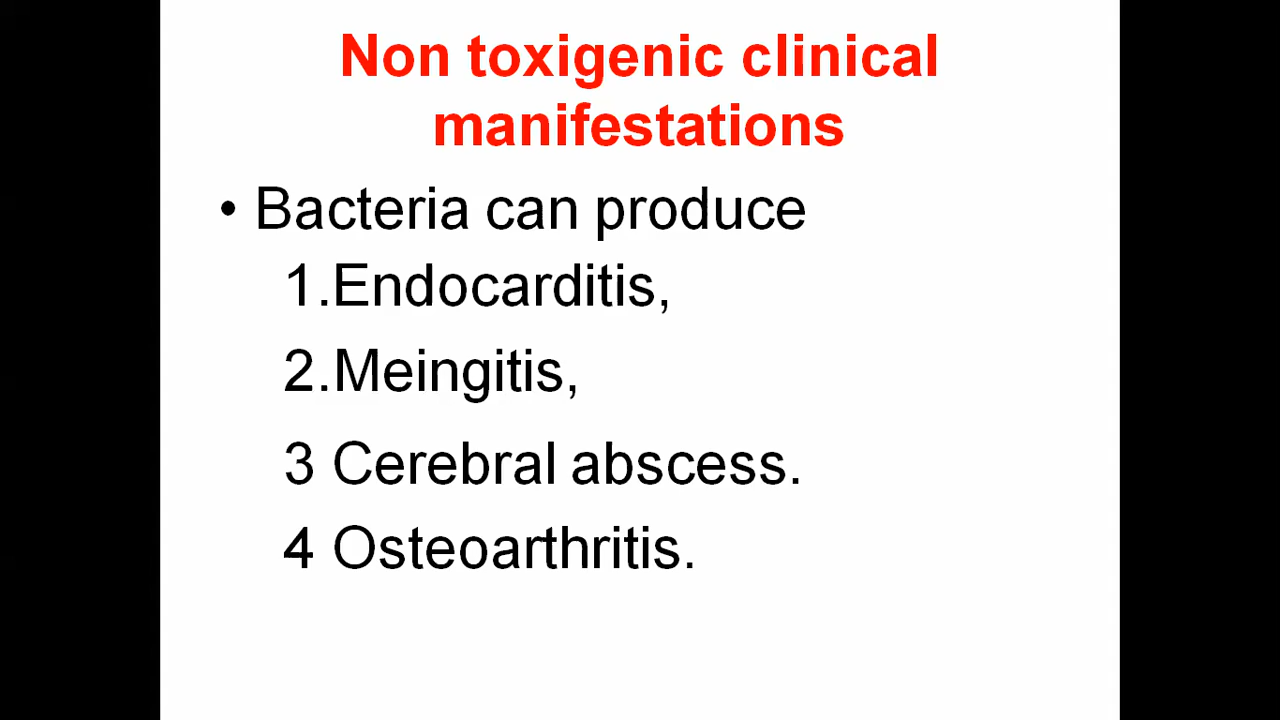 Non toxigenic clinical
manifestations
• Bacteria can produce
1.Endocarditis,
2.Meingitis,
3 Cerebral abscess.
4 Osteoarthritis.